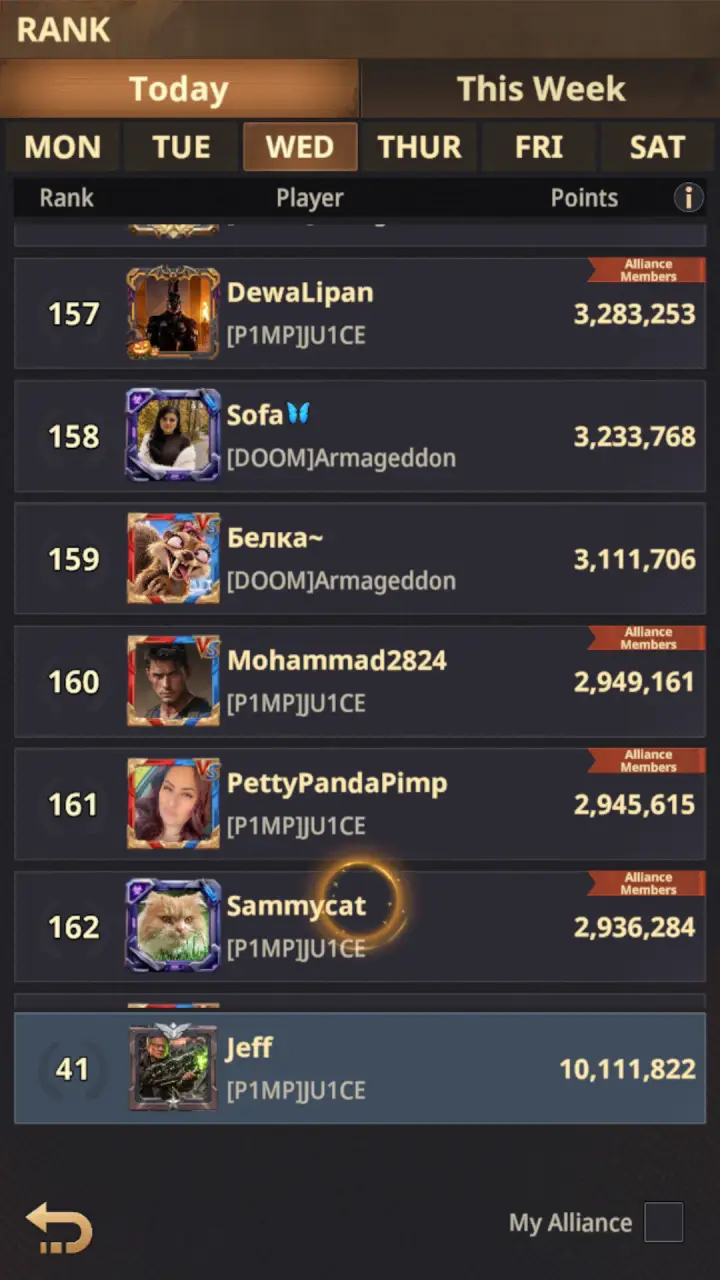 RANK
Today
This Week
MON
TUE
WED
THUR
FRI
SAT
Rank
Player
Points
Alliance
Members
157
DewaLipan
[P1MP]JU1CE
3,283,253
158
Sofa🦋
[DOOM]Armageddon
3,233,768
159
Белка~
[DOOM]Armageddon
3,111,706
Alliance
Members
160
VS
Mohammad2824
[P1MP]JU1CE
2,949,161
Alliance
Members
161
VS
PettyPandaPimp
[P1MP]JU1CE
2,945,615
Alliance
Members
162
Sammycat
[P1MP]JU1CE
2,936,284
41
Jeff
[P1MP]JU1CE
10,111,822
My Alliance